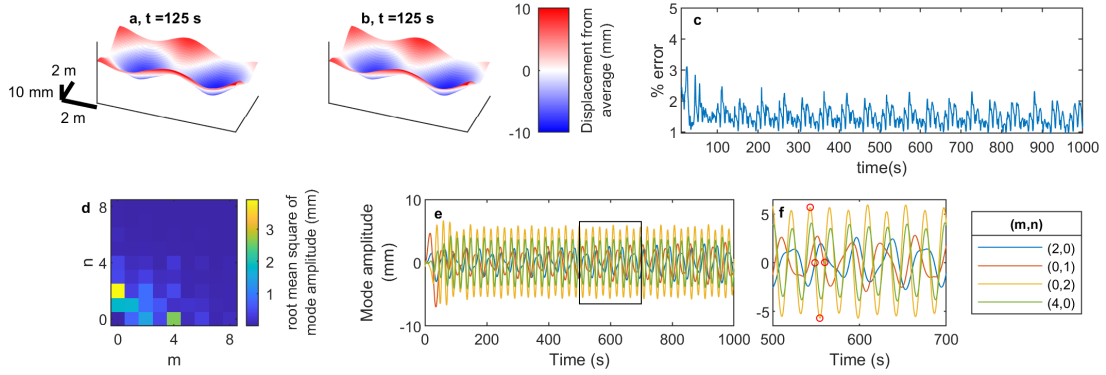 a, t =125 s
b, t =125 s
2 m
10 mm
2 m
10
0
-10
Displacement from
average (mm)
c
5
4
3
2
1
% error
100 200 300 400 500 600 700 800 900 1000
time(s)
d
8
4
0
n
0 4 8
m
3
2
1
root mean square of
mode amplitude (mm)
e
10
0
-10
Mode amplitude
(mm)
0 200 400 600 800 1000
Time (s)
f
5
0
-5
500 600 700
Time (s)
(m,n)
(2,0)
(0,1)
(0,2)
(4,0)